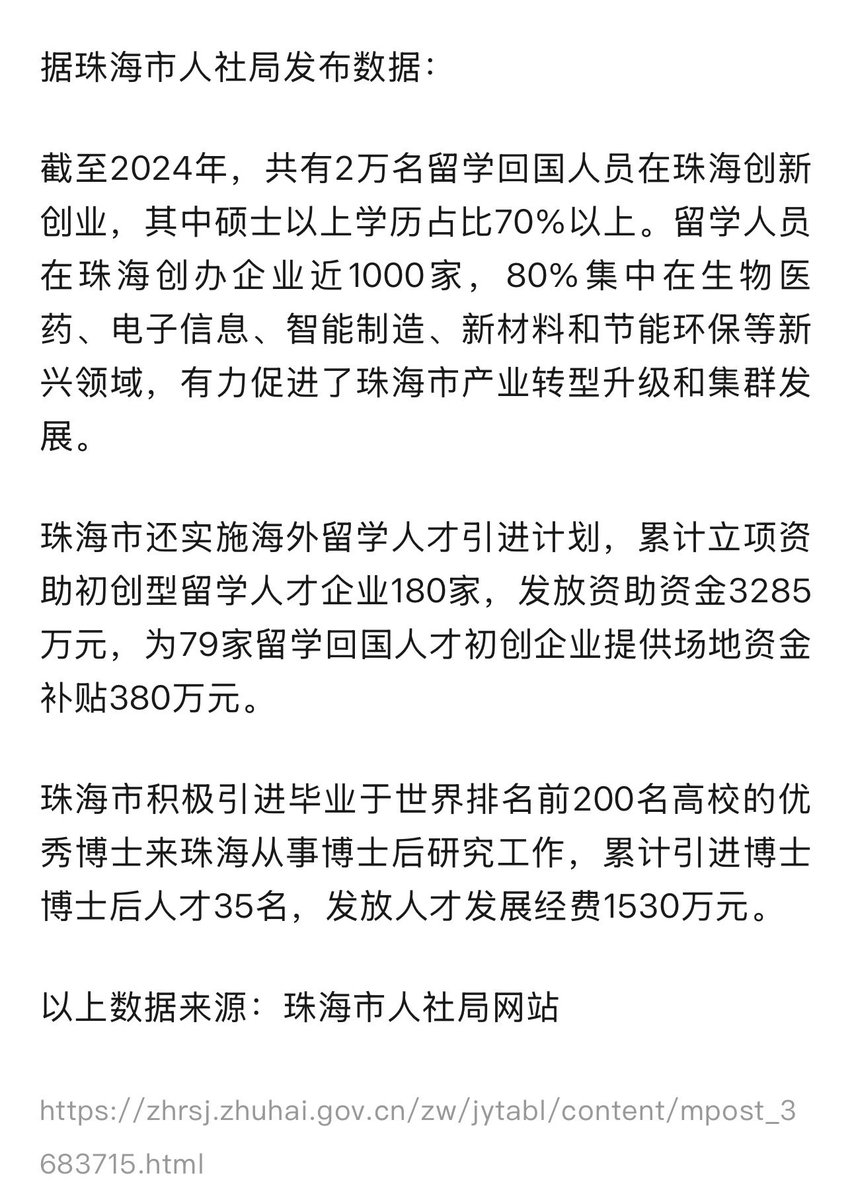 据珠海市人社局发布数据：
截至2024年，共有2万名留学回国人员在珠海创新
创业，其中硕士以上学历占比70%以上。留学人员
在珠海创办企业近1000家，80%集中在生物医
药、电子信息、智能制造、新材料和节能环保等新
兴领域，有力促进了珠海市产业转型升级和集群发
展。
珠海市还实施海外留学人才引进计划，累计立项资
助初创型留学人才企业180家，发放资助资金3285
万元，为79家留学回国人才初创企业提供场地资金
补贴380万元。
珠海市积极引进毕业于世界排名前200名高校的优
秀博士来珠海从事博士后研究工作，累计引进博士
博士后人才35名，发放人才发展经费1530万元。
以上数据来源：珠海市人社局网站
https://zhrsj.zhuhai.gov.cn/zw/jytabl/content/mpost_3
683715.html